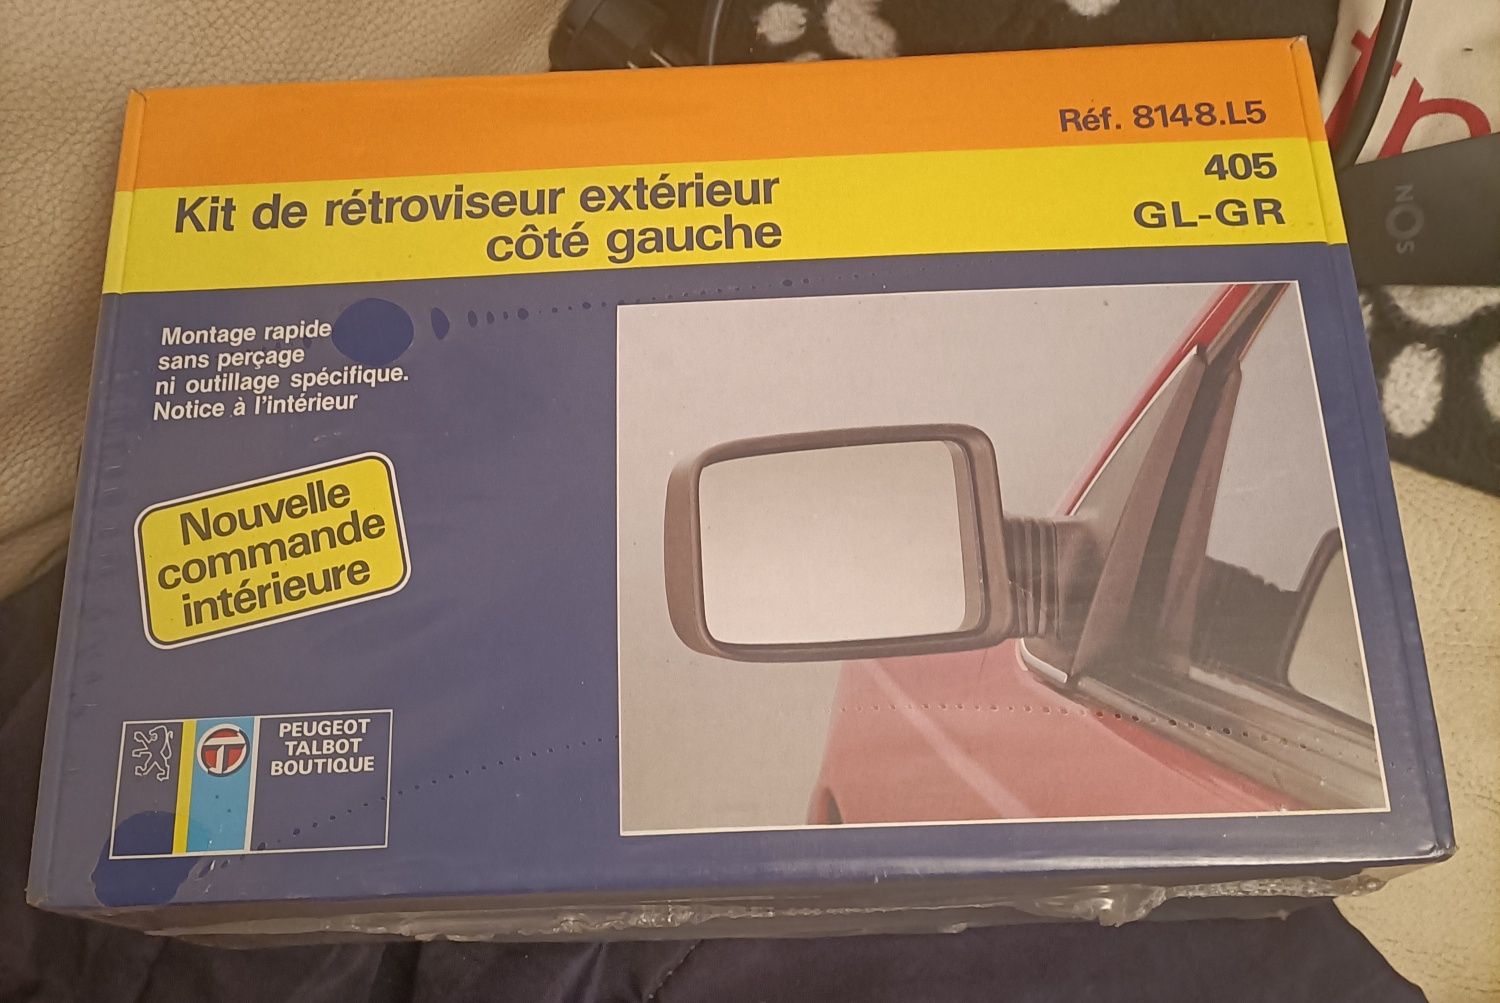 Réf. 8148.L5
Kit de rétroviseur extérieur
côté gauche
405
GL-GR
Montage rapide
sans perçage
ni outillage spécifique.
Notice à l'intérieur
Nouvelle
commande
intérieure
PEUGEOT
TALBOT
BOUTIQUE
NOS